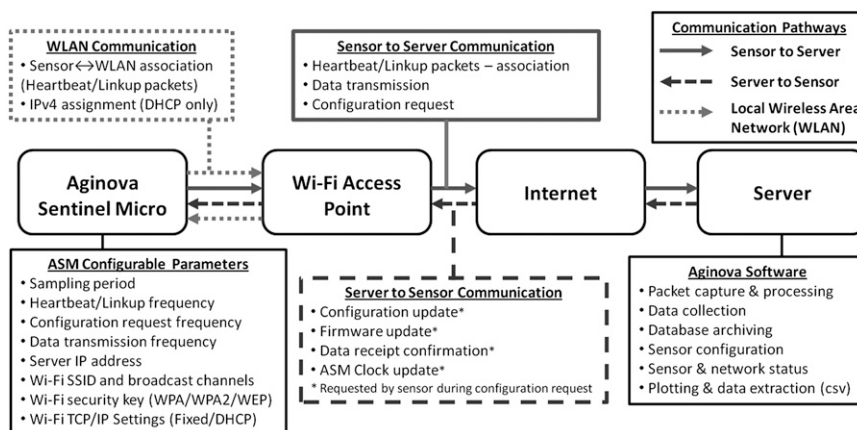 WLAN Communication
• Sensor↔WLAN association
(Heartbeat/Linkup packets)
• IPv4 assignment (DHCP only)
Sensor to Server Communication
• Heartbeat/Linkup packets – association
• Data transmission
• Configuration request
Communication Pathways
Sensor to Server
Server to Sensor
Local Wireless Area
Network (WLAN)
Aginova
Sentinel Micro
Wi-Fi Access
Point
Internet
Server
ASM Configurable Parameters
• Sampling period
• Heartbeat/Linkup frequency
• Configuration request frequency
• Data transmission frequency
• Server IP address
• Wi-Fi SSID and broadcast channels
• Wi-Fi security key (WPA/WPA2/WEP)
• Wi-Fi TCP/IP Settings (Fixed/DHCP)
Server to Sensor Communication
• Configuration update*
• Firmware update*
• Data receipt confirmation*
• ASM Clock update*
* Requested by sensor during configuration request
Aginova Software
• Packet capture & processing
• Data collection
• Database archiving
• Sensor configuration
• Sensor & network status
• Plotting & data extraction (csv)